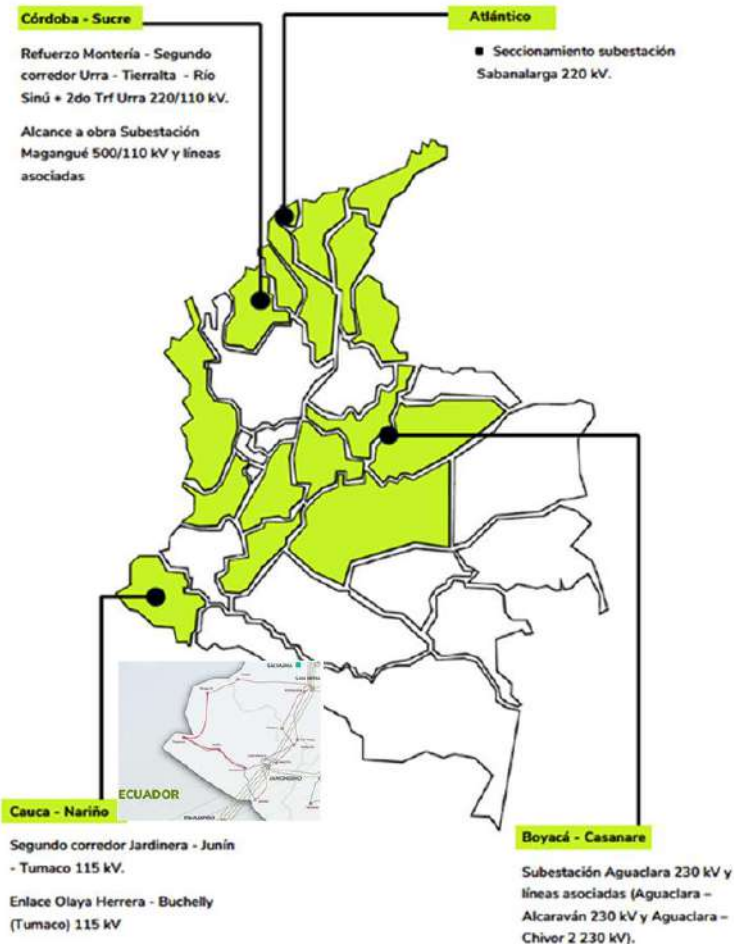 Córdoba - Sucre
Refuerzo Montería - Segundo
corredor Urra - Tierralta - Río
Sinú + 2do Trf Urra 220/110 kV.
Alcance a obra Subestación
Magangué 500/110 kV y líneas
asociadas
Atlántico
■ Seccionamiento subestación
Sabanalarga 220 kV.
ECUADOR
Cauca - Nariño
Segundo corredor Jardinera - Junín
- Tumaco 115 kV.
Enlace Olaya Herrera - Buchelly
(Tumaco) 115 kV
Boyacá - Casanare
Subestación Aguaclara 230 kV y
líneas asociadas (Aguaclara –
Alcaraván 230 kV y Aguaclara –
Chivor 2 230 kV).